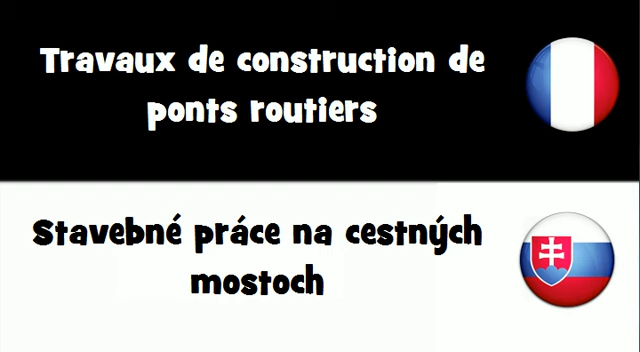 Travaux de construction de
ponts routiers
Stavebné práce na cestných
mostoch